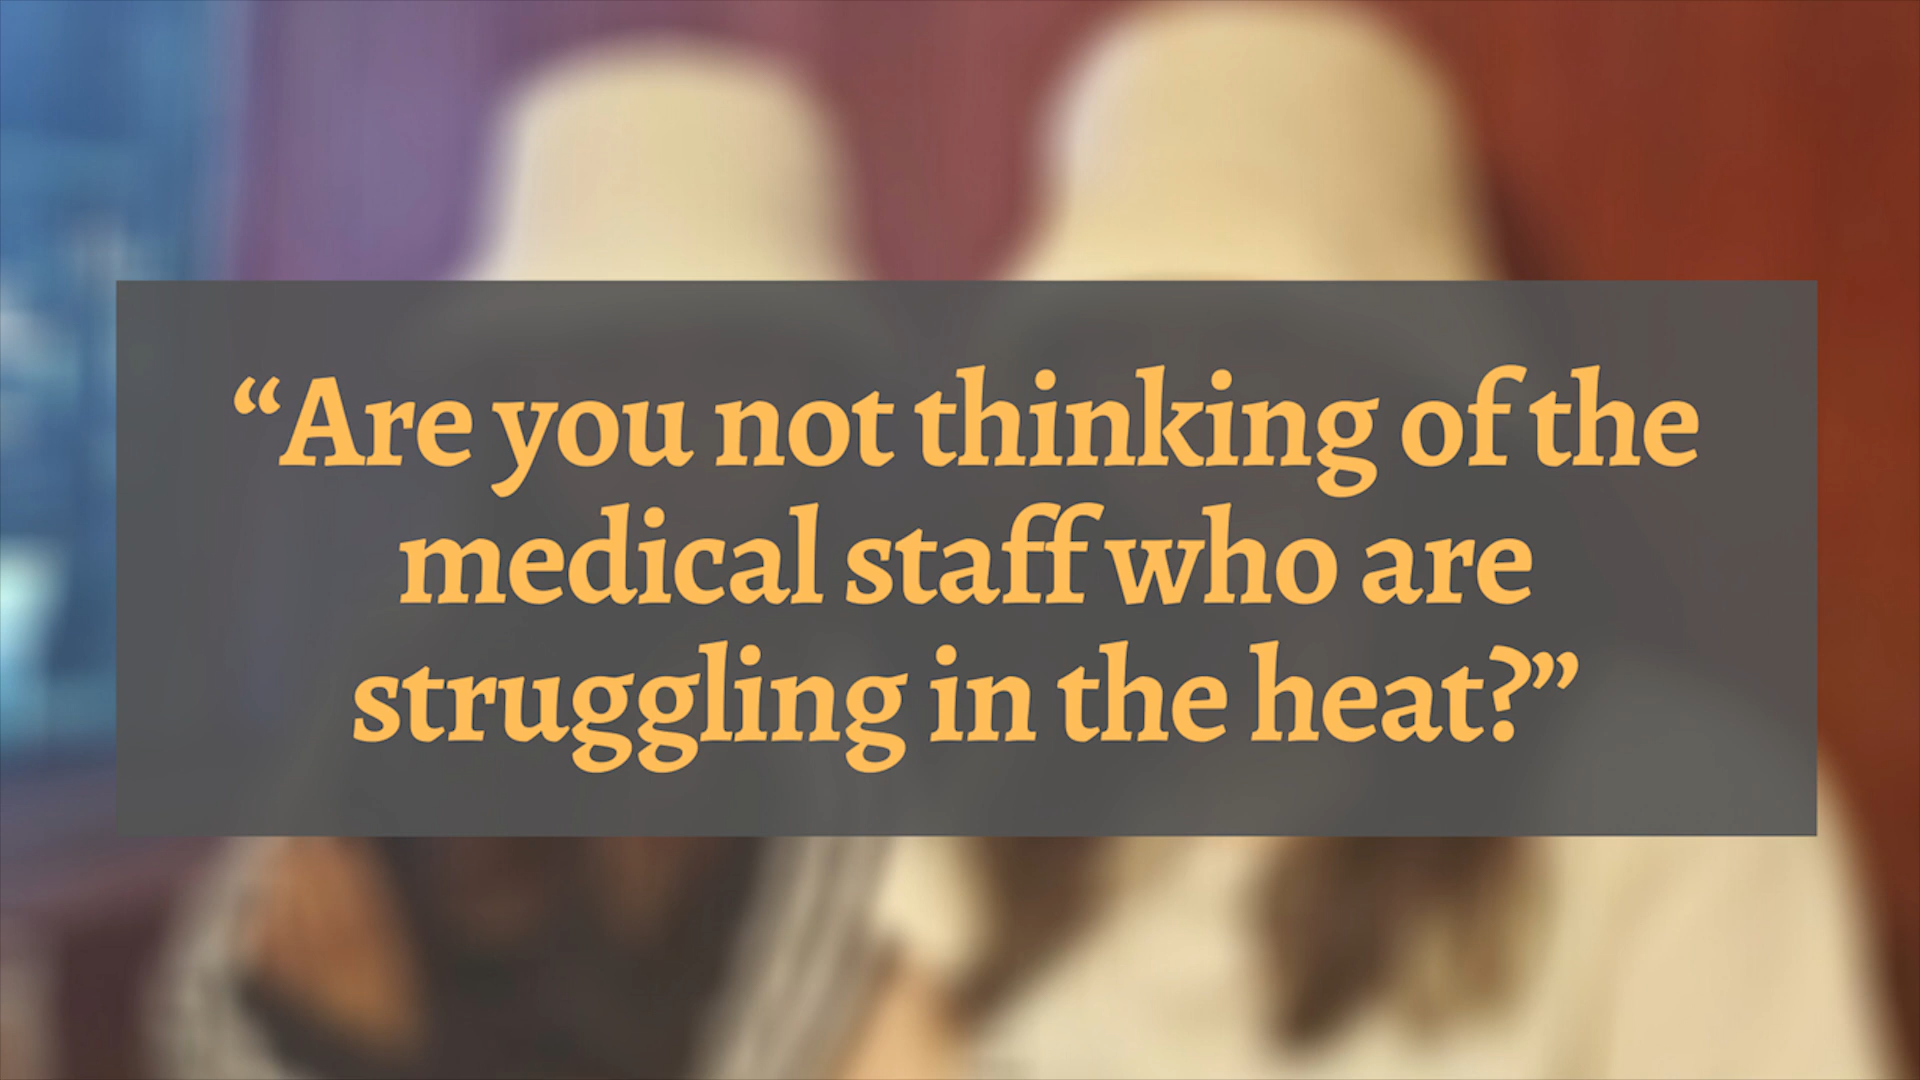 “Are you not thinking of the
medical staff who are
struggling in the heat?”